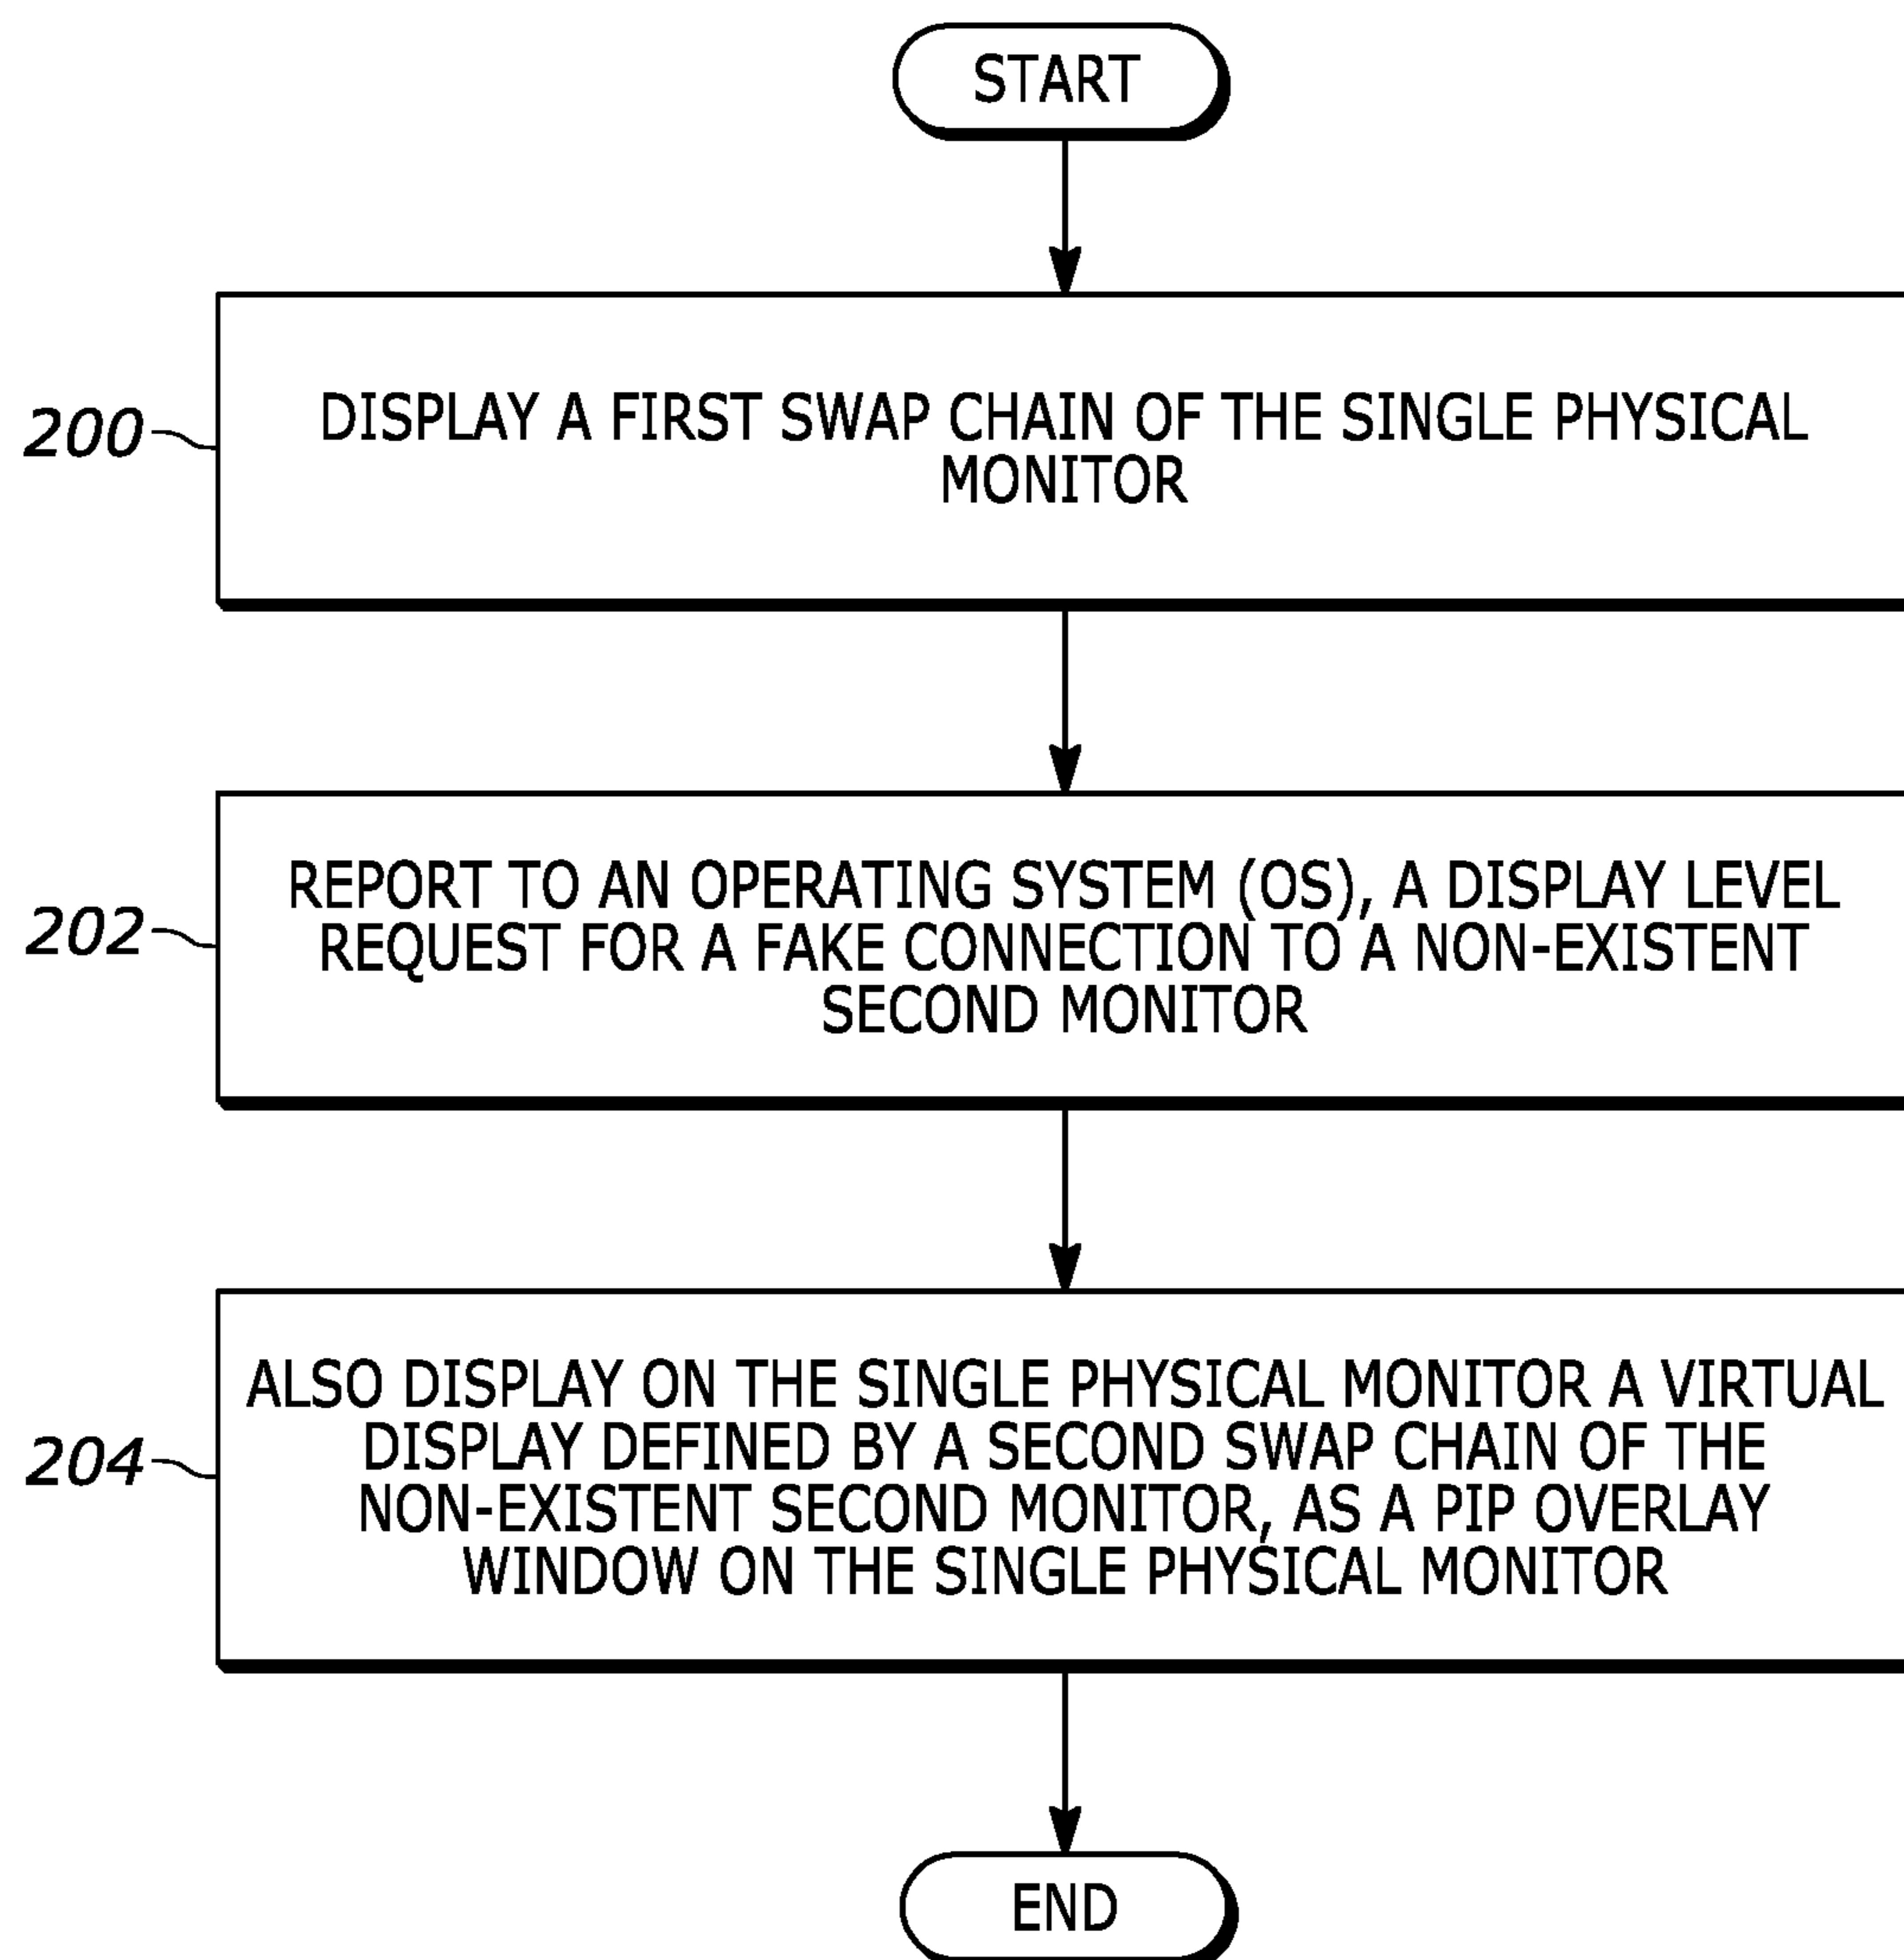 START
200
DISPLAY A FIRST SWAP CHAIN OF THE SINGLE PHYSICAL
MONITOR
202
REPORT TO AN OPERATING SYSTEM (OS), A DISPLAY LEVEL
REQUEST FOR A FAKE CONNECTION TO A NON-EXISTENT
SECOND MONITOR
204
ALSO DISPLAY ON THE SINGLE PHYSICAL MONITOR A VIRTUAL
DISPLAY DEFINED BY A SECOND SWAP CHAIN OF THE
NON-EXISTENT SECOND MONITOR, AS A PIP OVERLAY
WINDOW ON THE SINGLE PHYSICAL MONITOR
END